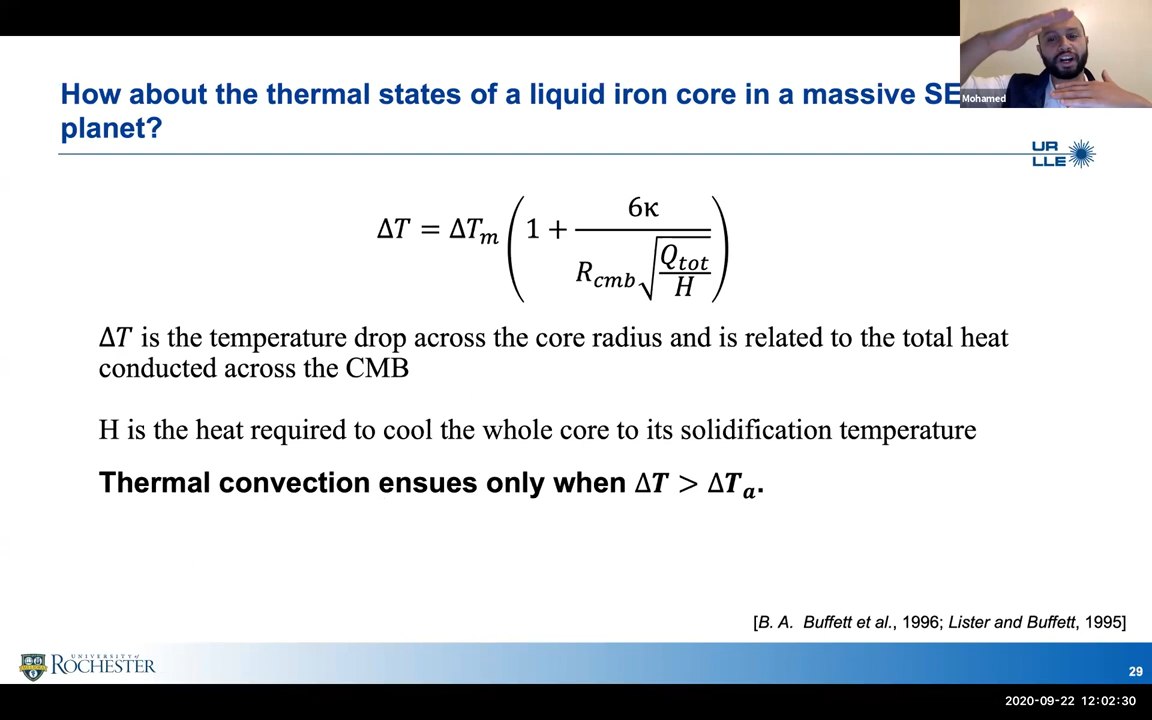 How about the thermal states of a liquid iron core in a massive SE
planet?
Mohamed
UR
LLE
ΔT = ΔT_m (1 + 6κ / (R_cmb √(Q_tot / H)))
ΔT is the temperature drop across the core radius and is related to the total heat
conducted across the CMB
H is the heat required to cool the whole core to its solidification temperature
Thermal convection ensues only when ΔT > ΔT_a.
[B. A. Buffett et al., 1996; Lister and Buffett, 1995]
UNIVERSITY of
ROCHESTER
29
2020-09-22 12:02:30